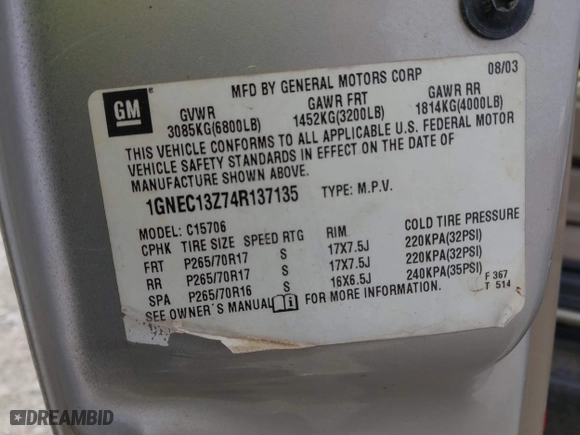 MFD BY GENERAL MOTORS CORP 08/03
GM
GVWR GAWR FRT GAWR RR
3085KG(6800LB) 1452KG(3200LB) 1814KG(4000LB)
THIS VEHICLE CONFORMS TO ALL APPLICABLE U.S. FEDERAL MOTOR
VEHICLE SAFETY STANDARDS IN EFFECT ON THE DATE OF
MANUFACTURE SHOWN ABOVE.
1GNEC13Z74R137135 TYPE: M.P.V.
MODEL: C15706
CPHK TIRE SIZE SPEED RTG RIM COLD TIRE PRESSURE
FRT P265/70R17 S 17X7.5J 220KPA(32PSI)
RR P265/70R17 S 17X7.5J 220KPA(32PSI)
SPA P265/70R16 S 16X6.5J 240KPA(35PSI)
SEE OWNER'S MANUAL FOR MORE INFORMATION.
F 367
T 514
DREAMBID